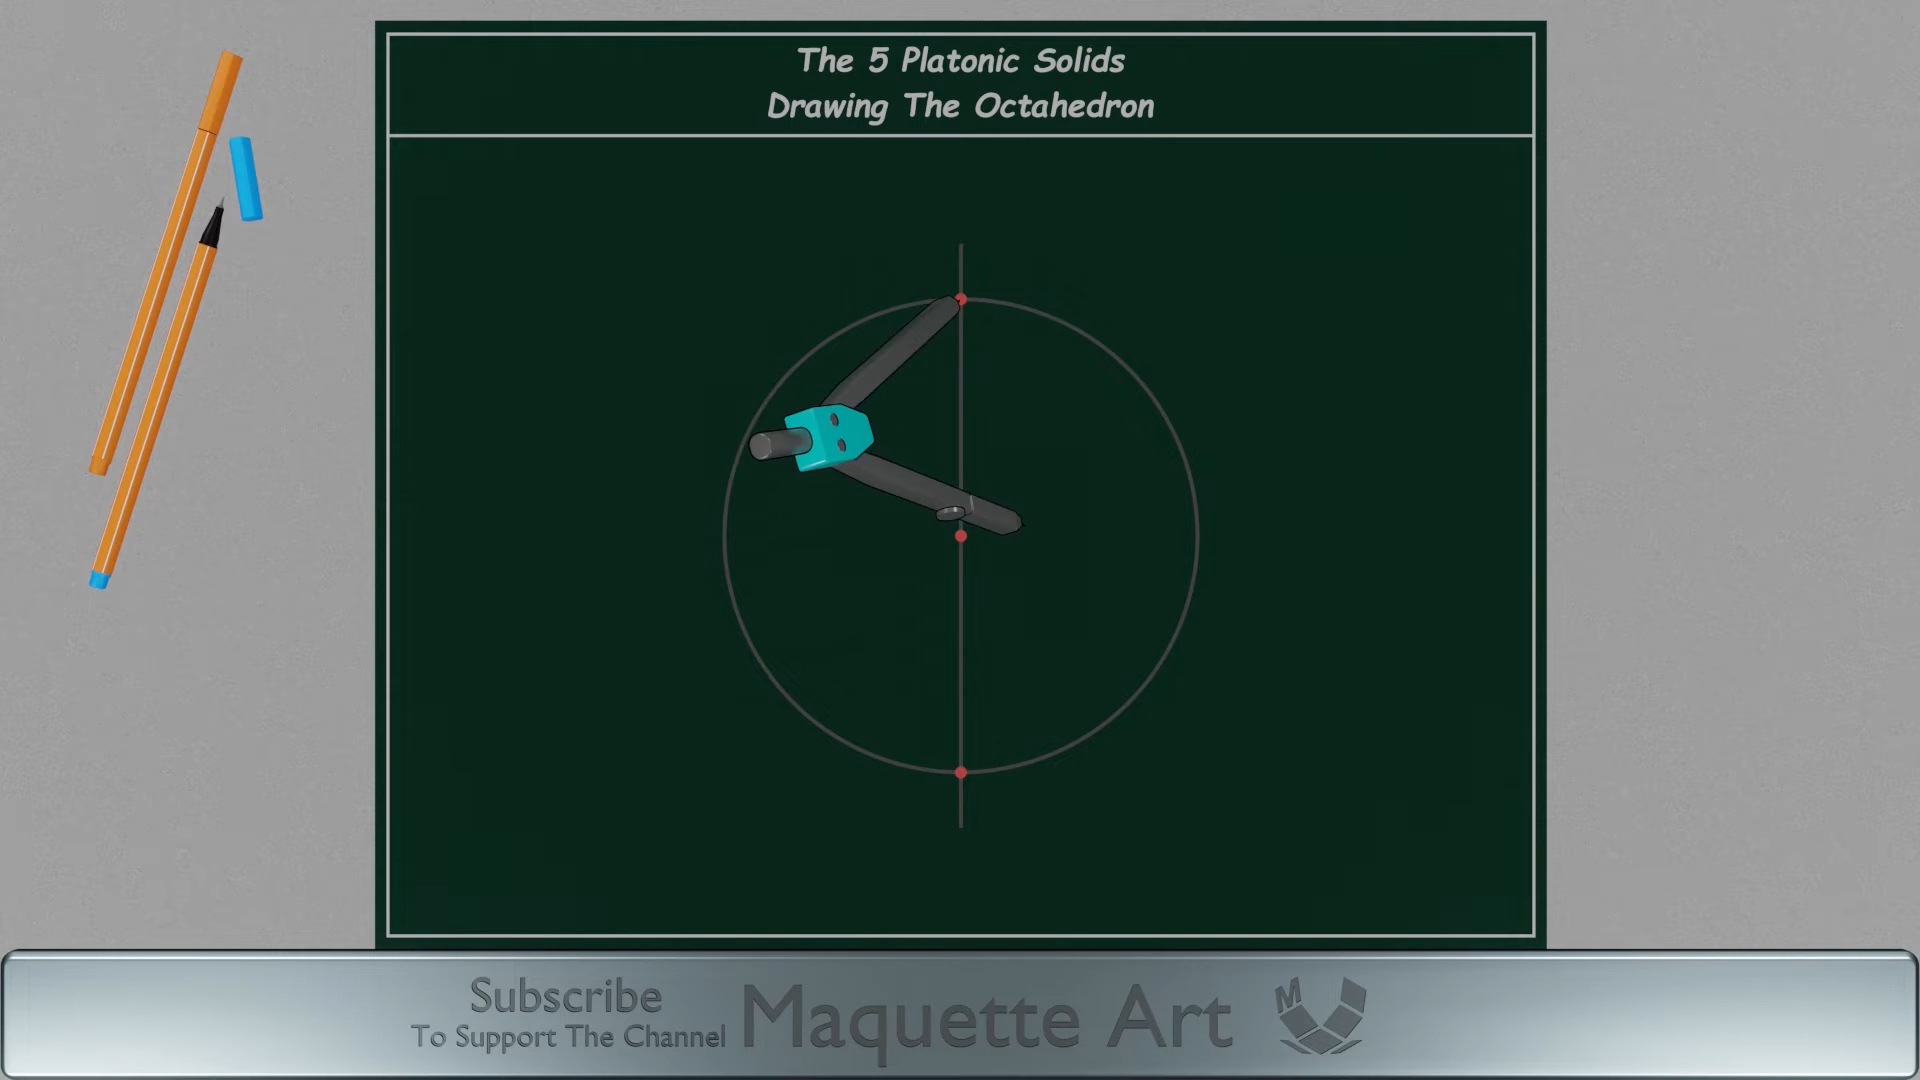 The 5 Platonic Solids
Drawing The Octahedron
Subscribe
To Support The Channel
Maquette Art
M